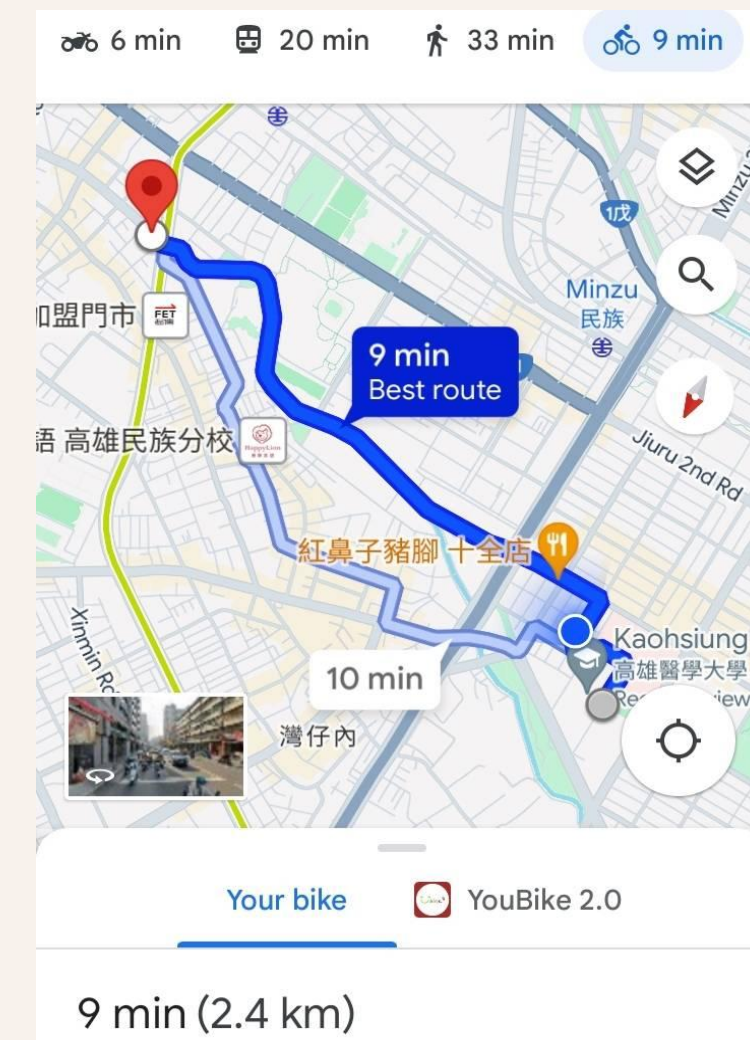 6 min
20 min
33 min
9 min
1戊
Minzu
民族
加盟門市
FET
9 min
Best route
語 高雄民族分校
HappyLion
Jiuru 2nd Rd
紅鼻子豬腳 十全店
Xinmin Rd
Kaohsiung
高雄醫學大學
10 min
灣仔內
Your bike
YouBike 2.0
9 min (2.4 km)